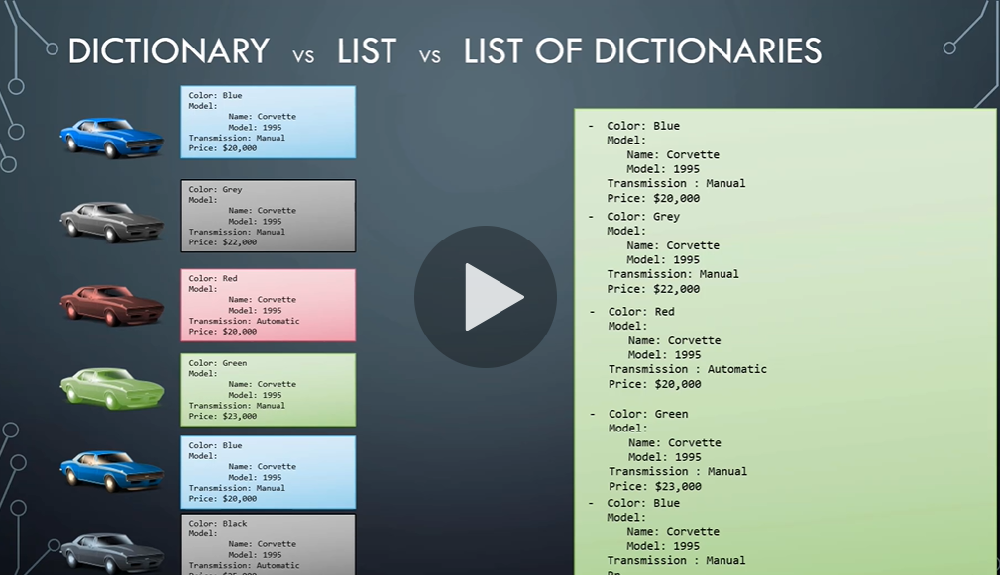 DICTIONARY vs LIST vs LIST OF DICTIONARIES
Color: Blue
Model:
Name: Corvette
Model: 1995
Transmission: Manual
Price: $20,000
Color: Grey
Model:
Name: Corvette
Model: 1995
Transmission: Manual
Price: $22,000
Color: Red
Model:
Name: Corvette
Model: 1995
Transmission: Automatic
Price: $20,000
Color: Green
Model:
Name: Corvette
Model: 1995
Transmission: Manual
Price: $23,000
Color: Blue
Model:
Name: Corvette
Model: 1995
Transmission: Manual
Price: $20,000
Color: Black
Model:
Name: Corvette
Model: 1995
Transmission: Automatic
- Color: Blue
Model:
Name: Corvette
Model: 1995
Transmission : Manual
Price: $20,000
- Color: Grey
Model:
Name: Corvette
Model: 1995
Transmission: Manual
Price: $22,000
- Color: Red
Model:
Name: Corvette
Model: 1995
Transmission : Automatic
Price: $20,000
- Color: Green
Model:
Name: Corvette
Model: 1995
Transmission : Manual
Price: $23,000
- Color: Blue
Model:
Name: Corvette
Model: 1995
Transmission : Manual